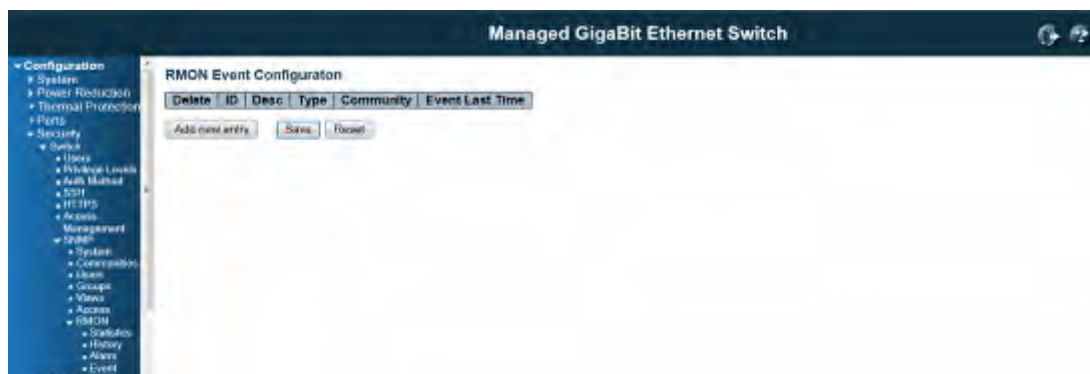 Managed GigaBit Ethernet Switch
Configuration
System
Power Reduction
Thermal Protection
Ports
Security
Switch
Users
Privilege Levels
Auth Method
SSH
HTTPS
Access
Management
SNMP
System
Communities
Users
Groups
Views
Access
RMON
Statistics
History
Alarm
Event
RMON Event Configuraton
Delete ID Desc Type Community Event Last Time
Add new entry Save Reset